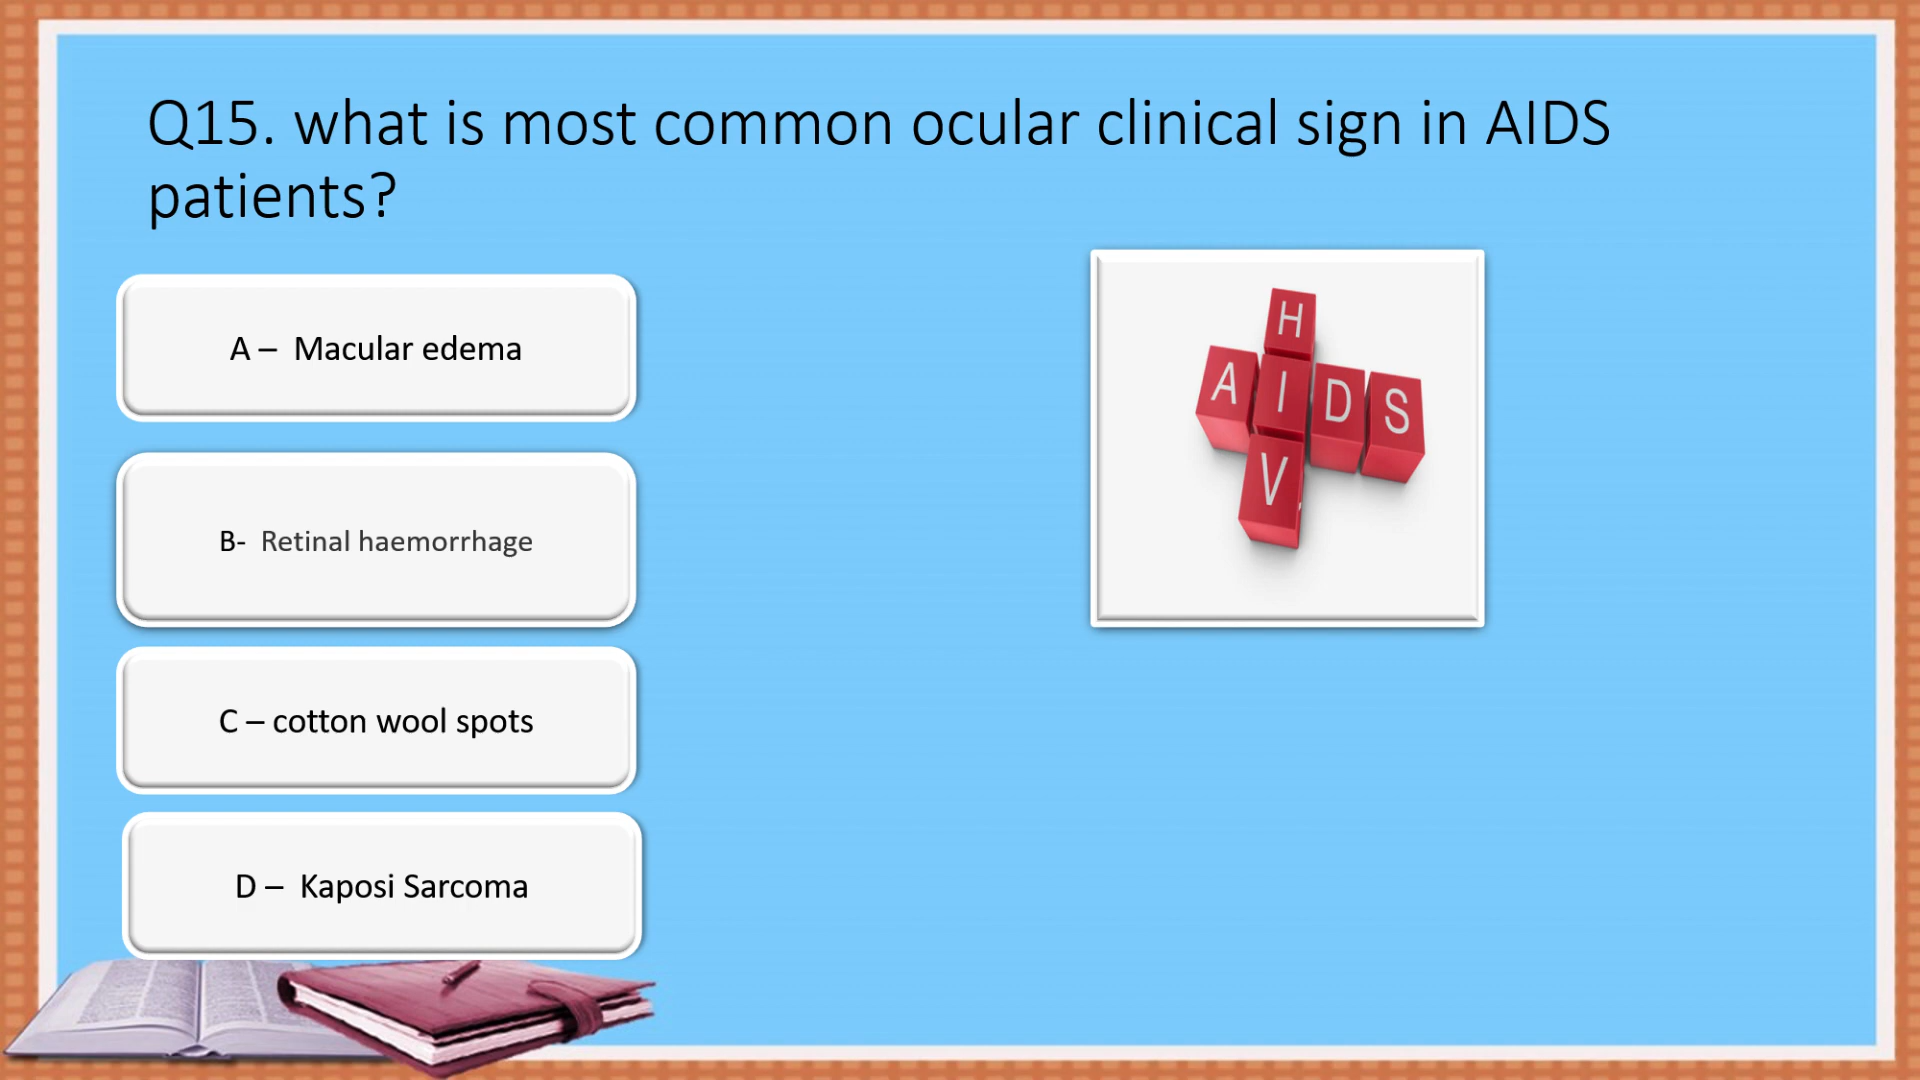 Q15. what is most common ocular clinical sign in AIDS
patients?
A – Macular edema
B- Retinal haemorrhage
C – cotton wool spots
D – Kaposi Sarcoma
H
A I D S
V